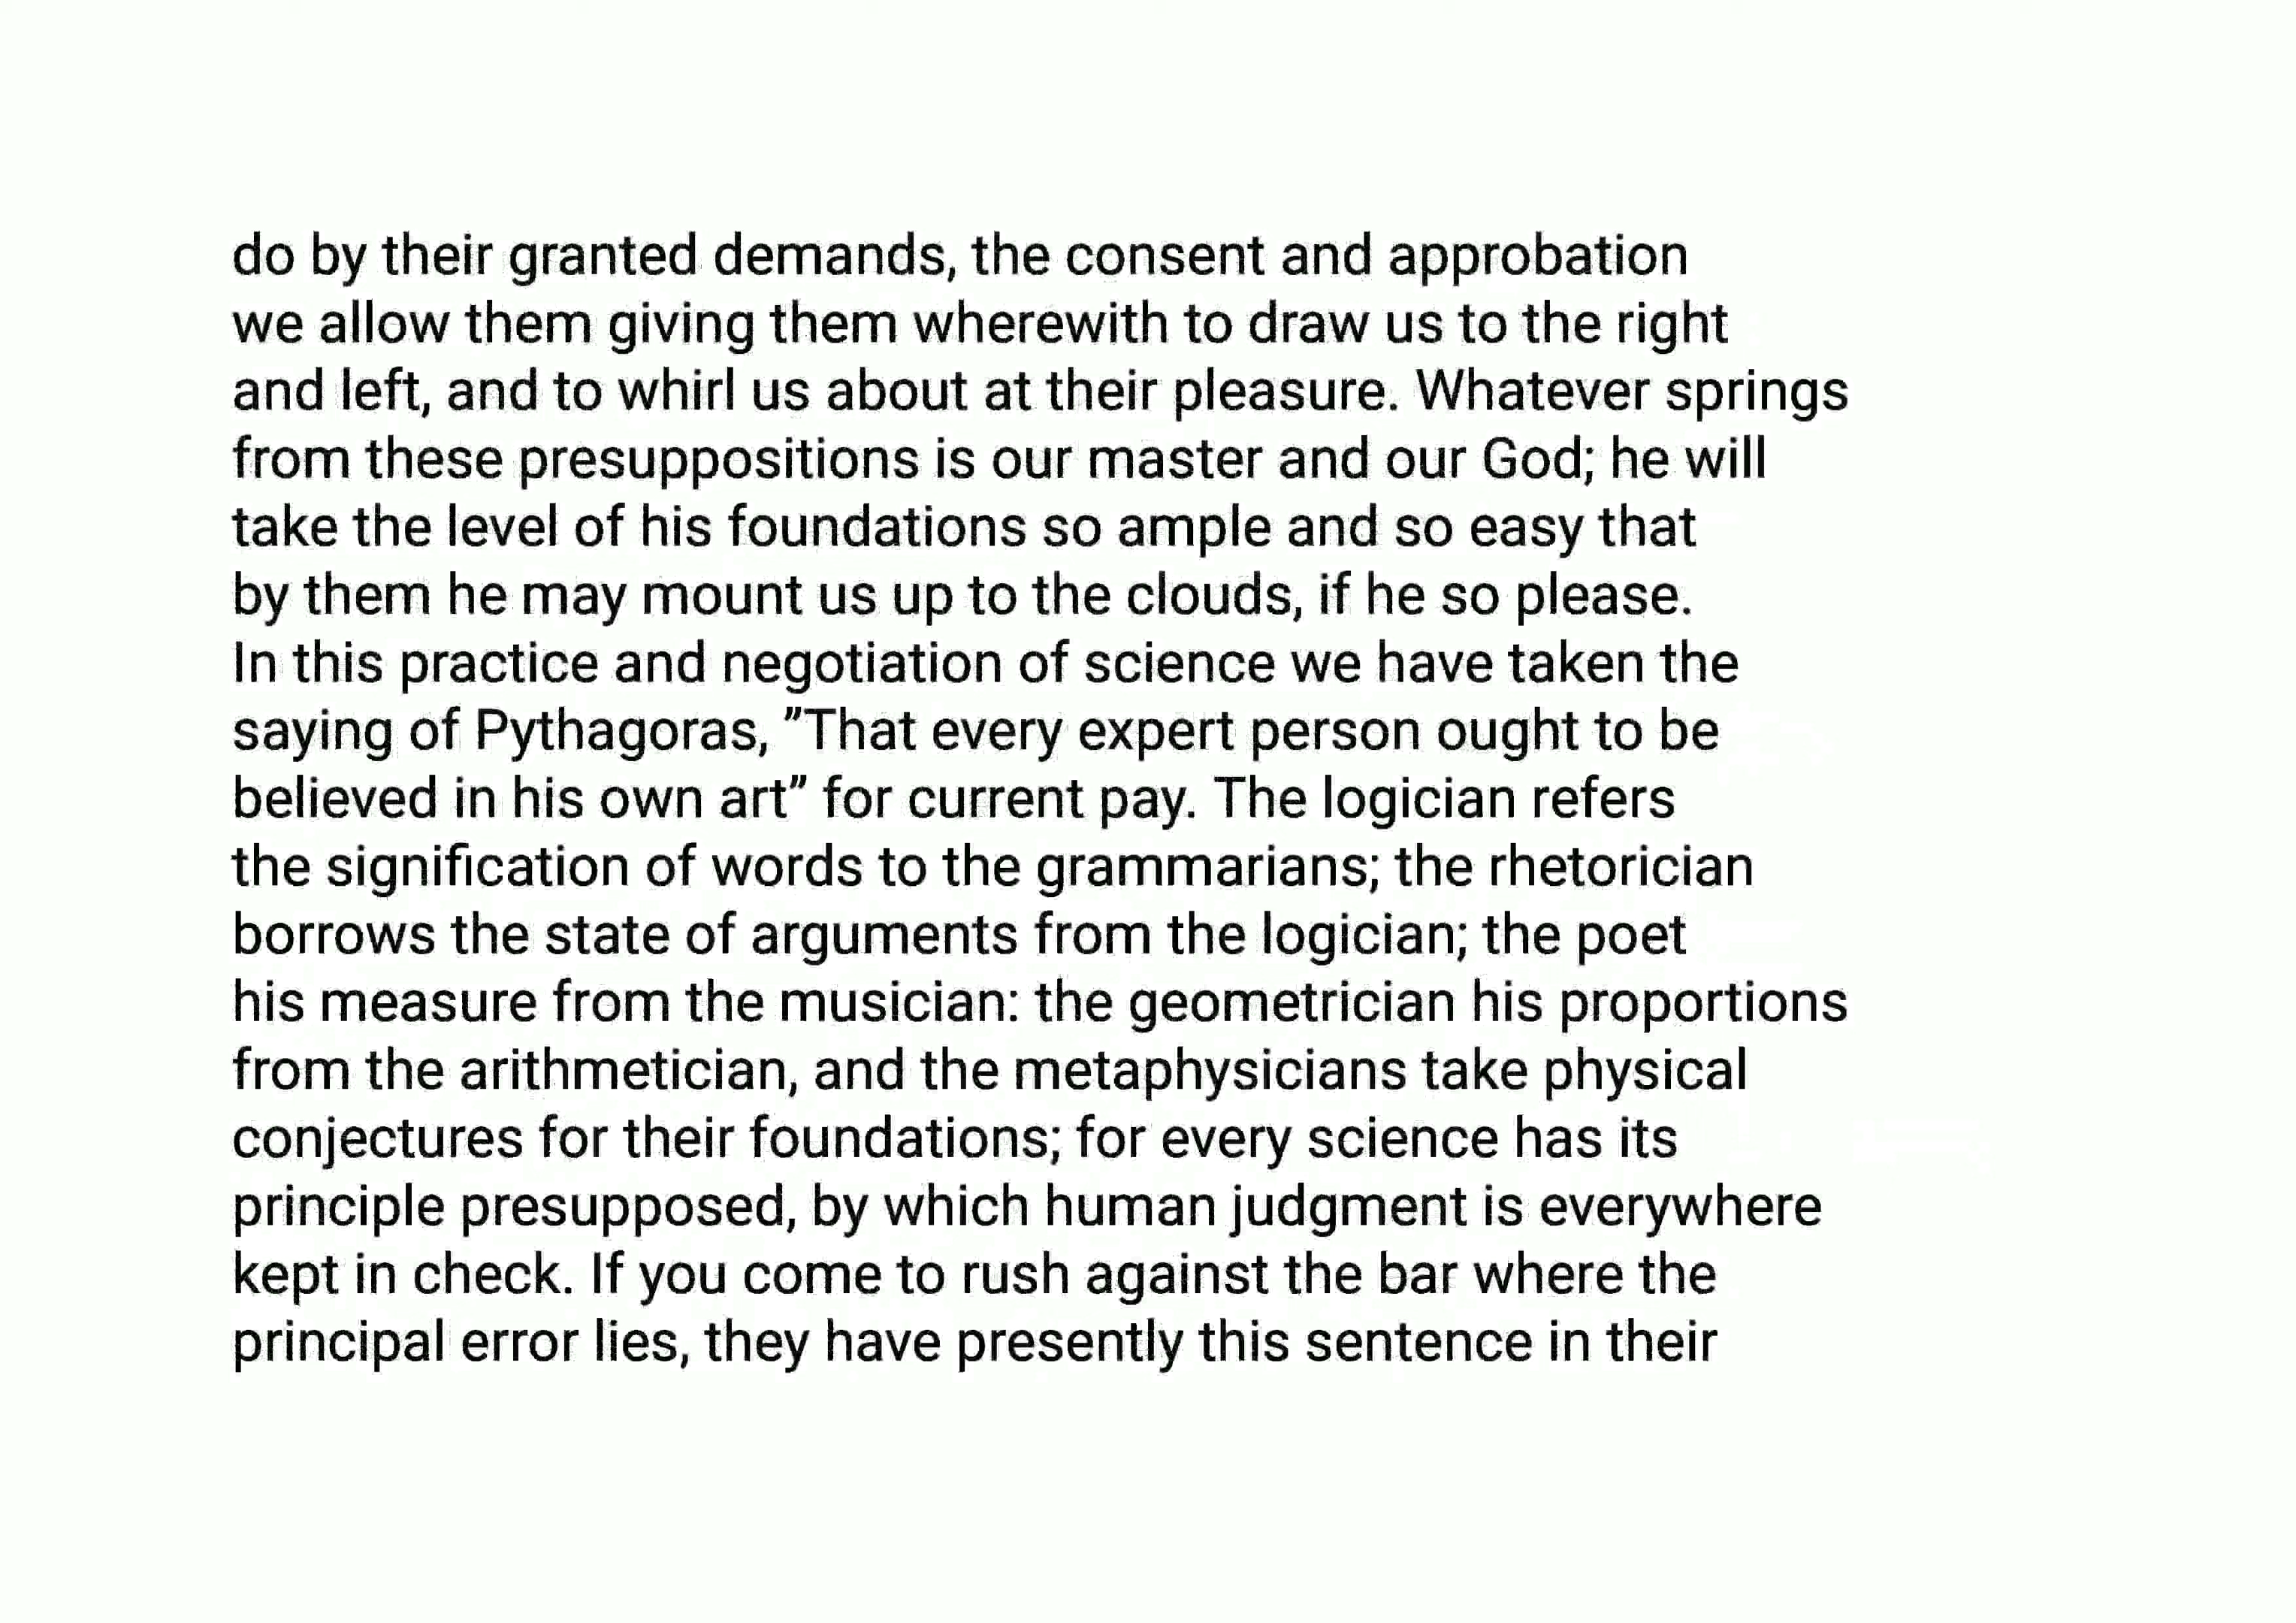 do by their granted demands, the consent and approbation
we allow them giving them wherewith to draw us to the right
and left, and to whirl us about at their pleasure. Whatever springs
from these presuppositions is our master and our God; he will
take the level of his foundations so ample and so easy that
by them he may mount us up to the clouds, if he so please.
In this practice and negotiation of science we have taken the
saying of Pythagoras, "That every expert person ought to be
believed in his own art" for current pay. The logician refers
the signification of words to the grammarians; the rhetorician
borrows the state of arguments from the logician; the poet
his measure from the musician: the geometrician his proportions
from the arithmetician, and the metaphysicians take physical
conjectures for their foundations; for every science has its
principle presupposed, by which human judgment is everywhere
kept in check. If you come to rush against the bar where the
principal error lies, they have presently this sentence in their